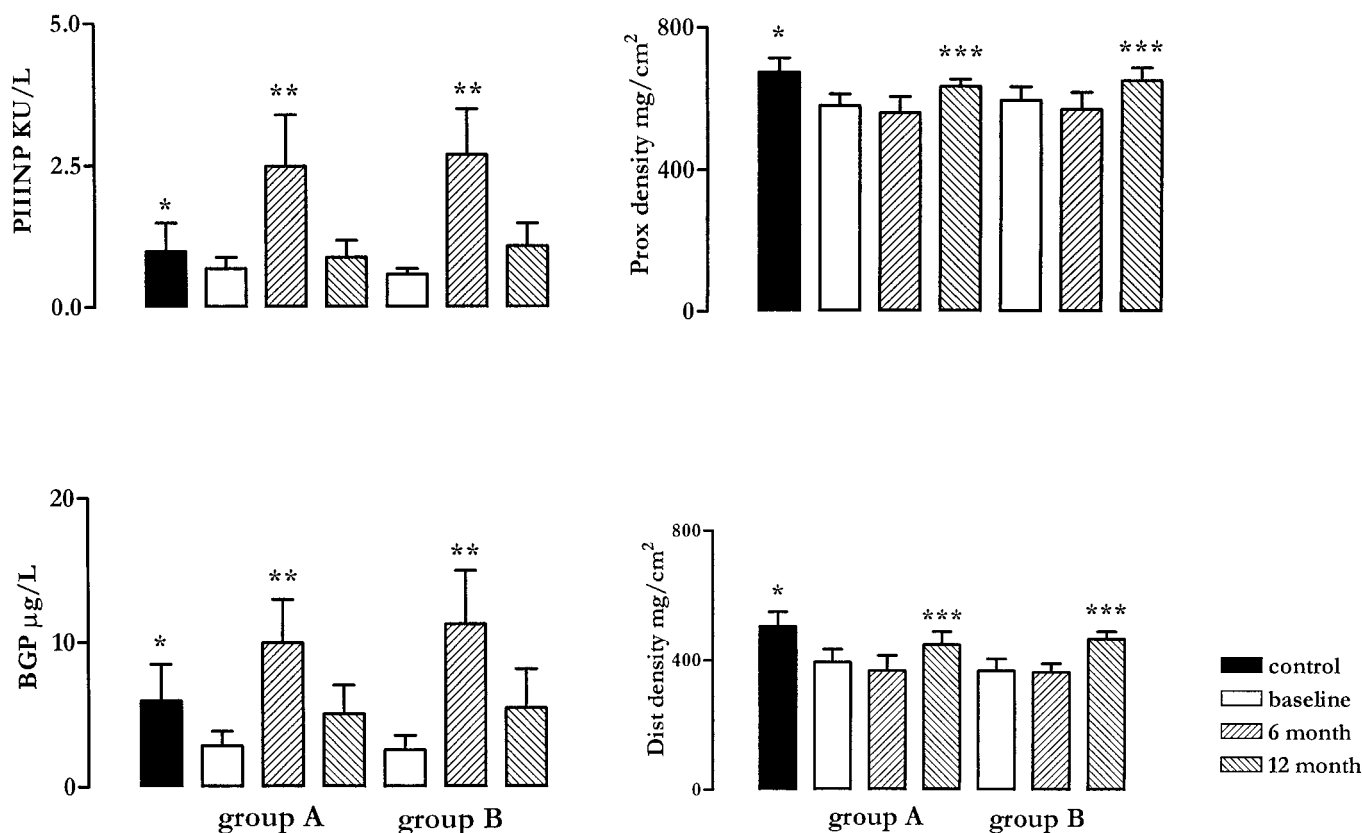 5.0
2.5
0.0
PIIINP KU/L
*
**
**
800
400
0
Prox density mg/cm²
*
***
***
20
10
0
BGP µg/L
*
**
**
group A
group B
800
400
0
Dist density mg/cm²
*
***
***
group A
group B
control
baseline
6 month
12 month